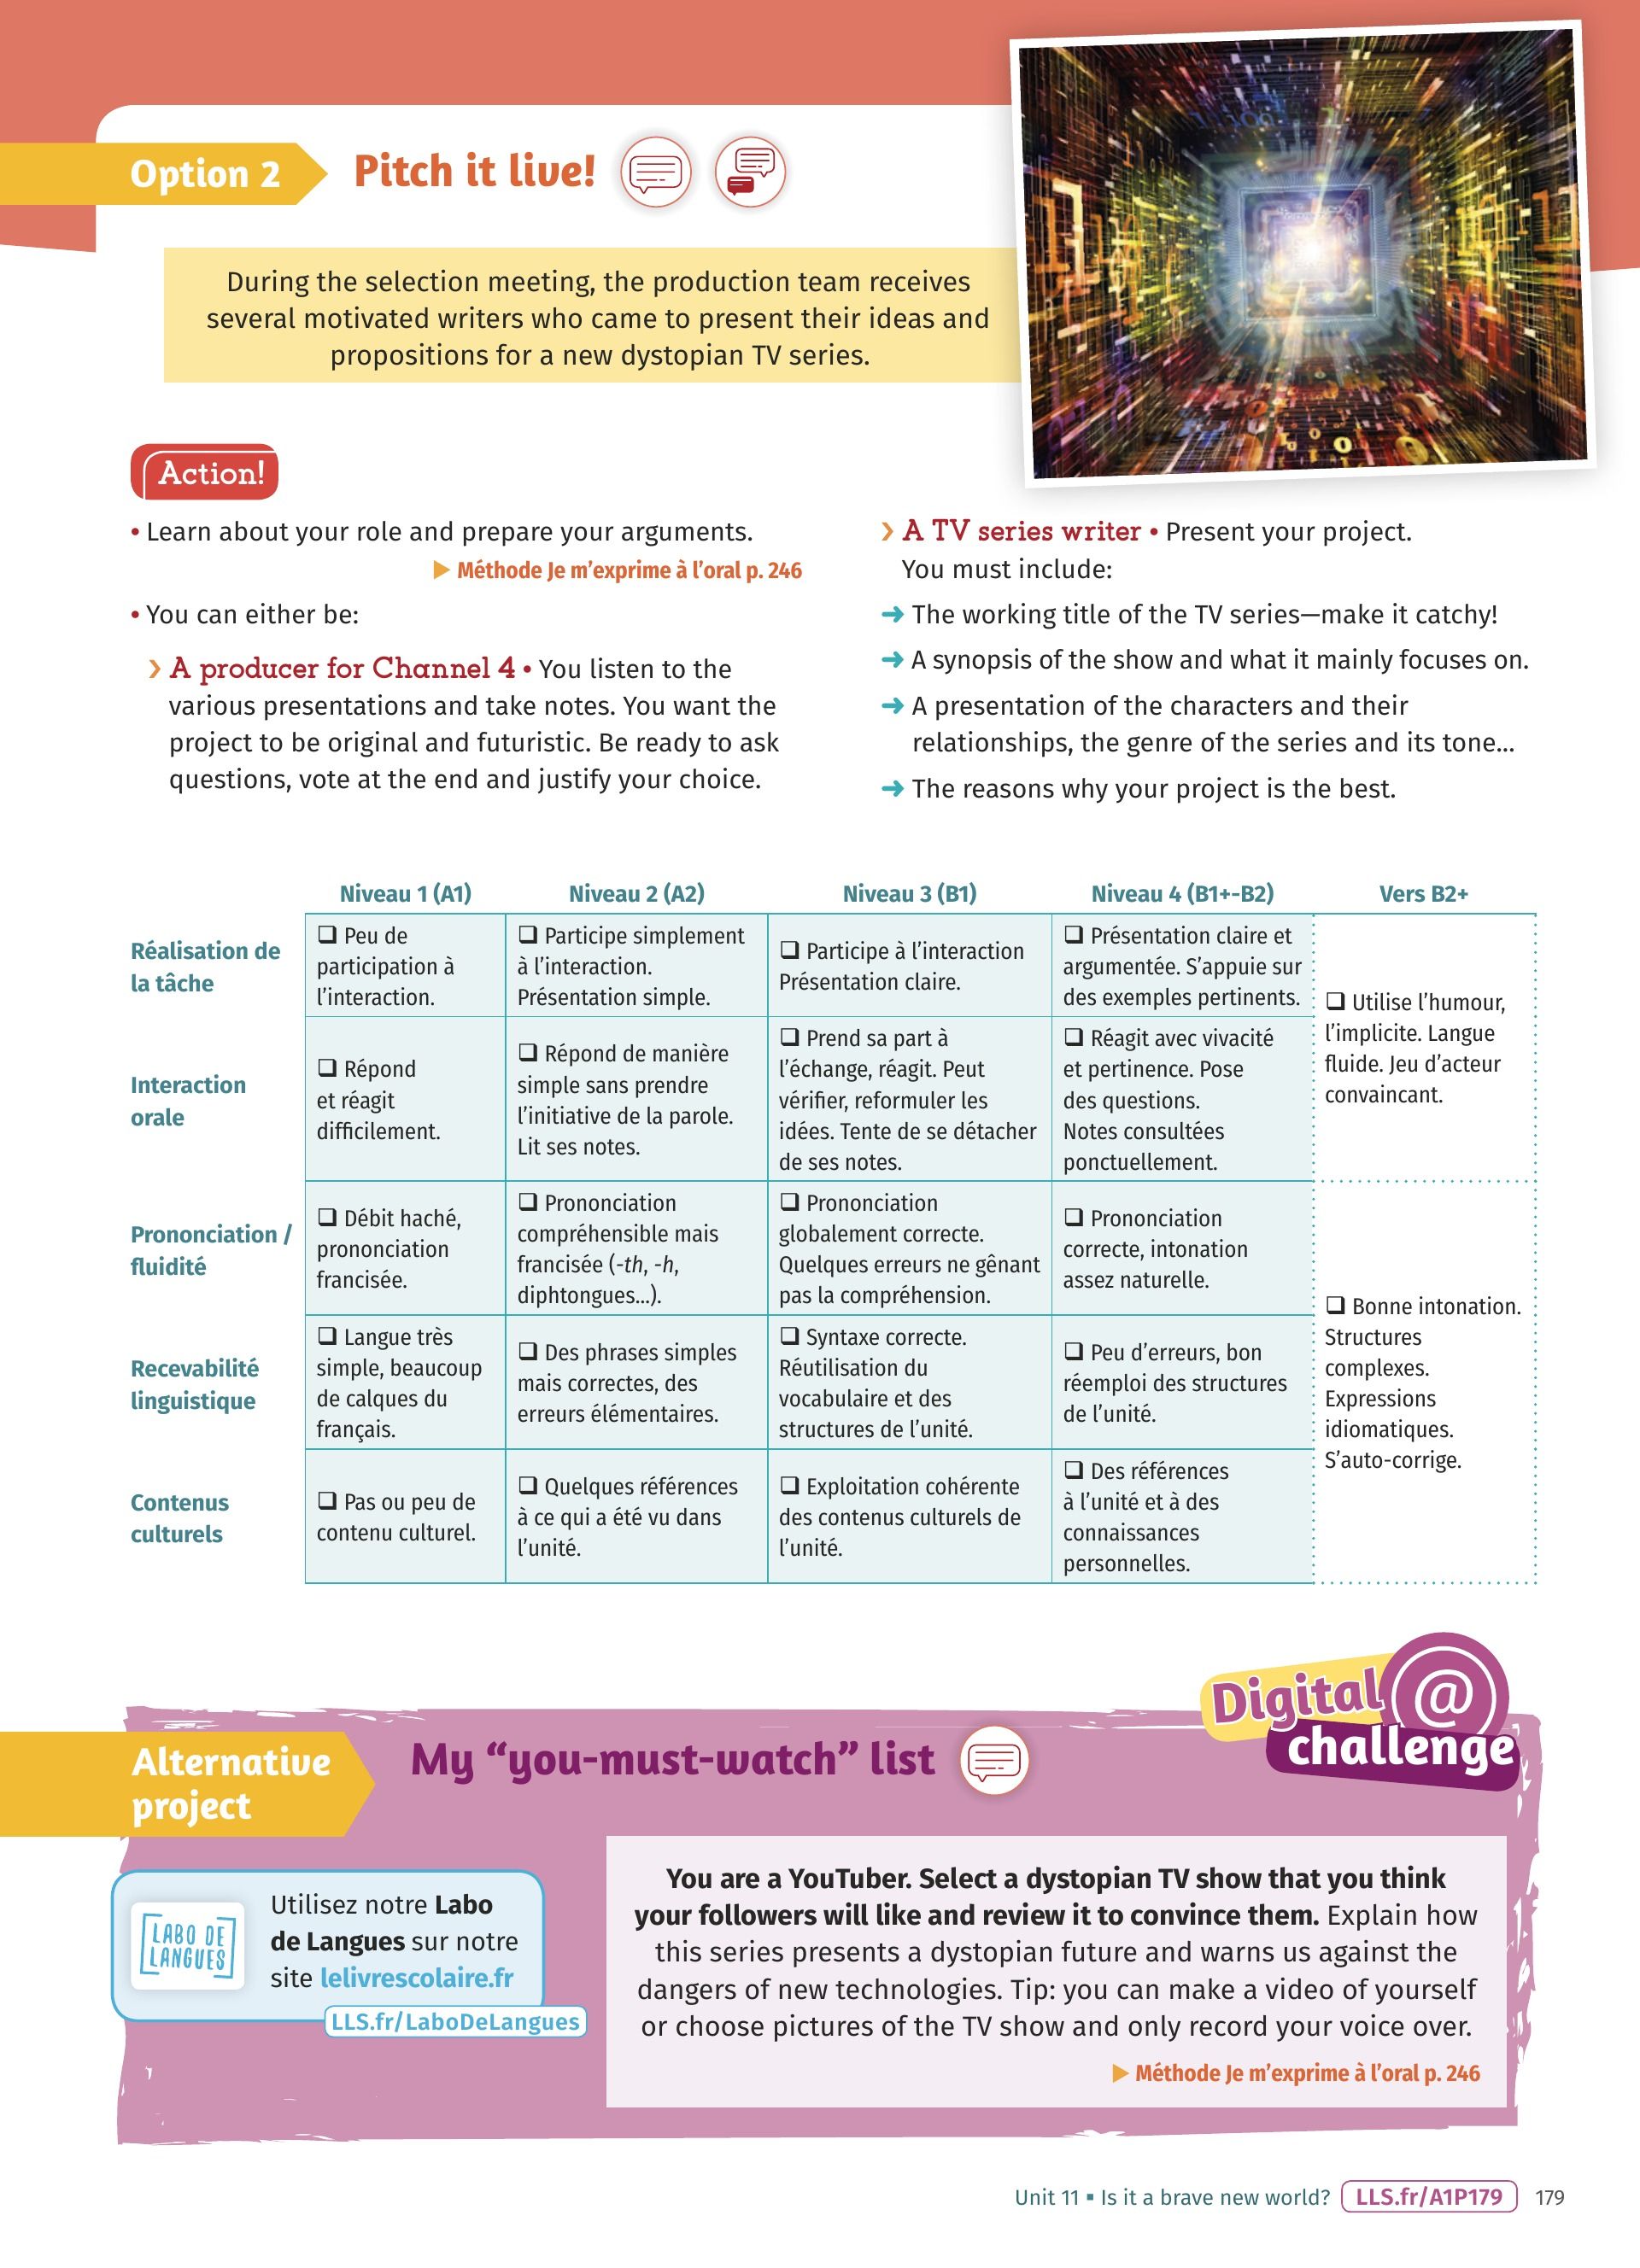 Option 2
Pitch it live!
During the selection meeting, the production team receives
several motivated writers who came to present their ideas and
propositions for a new dystopian TV series.
Action!
• Learn about your role and prepare your arguments.
▶ Méthode Je m'exprime à l'oral p. 246
• You can either be:
› A producer for Channel 4 • You listen to the
various presentations and take notes. You want the
project to be original and futuristic. Be ready to ask
questions, vote at the end and justify your choice.
› A TV series writer • Present your project.
You must include:
➜ The working title of the TV series—make it catchy!
➜ A synopsis of the show and what it mainly focuses on.
➜ A presentation of the characters and their
relationships, the genre of the series and its tone...
➜ The reasons why your project is the best.
Niveau 1 (A1)
Niveau 2 (A2)
Niveau 3 (B1)
Niveau 4 (B1+-B2)
Vers B2+
Réalisation de
la tâche
❑ Peu de
participation à
l'interaction.
❑ Participe simplement
à l'interaction.
Présentation simple.
❑ Participe à l'interaction
Présentation claire.
❑ Présentation claire et
argumentée. S'appuie sur
des exemples pertinents.
❑ Utilise l'humour,
l'implicite. Langue
fluide. Jeu d'acteur
convaincant.
Interaction
orale
❑ Répond
et réagit
difficilement.
❑ Répond de manière
simple sans prendre
l'initiative de la parole.
Lit ses notes.
❑ Prend sa part à
l'échange, réagit. Peut
vérifier, reformuler les
idées. Tente de se détacher
de ses notes.
❑ Réagit avec vivacité
et pertinence. Pose
des questions.
Notes consultées
ponctuellement.
Prononciation /
fluidité
❑ Débit haché,
prononciation
francisée.
❑ Prononciation
compréhensible mais
francisée (-th, -h,
diphtongues...).
❑ Prononciation
globalement correcte.
Quelques erreurs ne gênant
pas la compréhension.
❑ Prononciation
correcte, intonation
assez naturelle.
❑ Bonne intonation.
Structures
complexes.
Expressions
idiomatiques.
S'auto-corrige.
Recevabilité
linguistique
❑ Langue très
simple, beaucoup
de calques du
français.
❑ Des phrases simples
mais correctes, des
erreurs élémentaires.
❑ Syntaxe correcte.
Réutilisation du
vocabulaire et des
structures de l'unité.
❑ Peu d'erreurs, bon
réemploi des structures
de l'unité.
Contenus
culturels
❑ Pas ou peu de
contenu culturel.
❑ Quelques références
à ce qui a été vu dans
l'unité.
❑ Exploitation cohérente
des contenus culturels de
l'unité.
❑ Des références
à l'unité et à des
connaissances
personnelles.
Digital @
challenge
Alternative
project
My “you-must-watch” list
LABO DE
LANGUES
Utilisez notre Labo
de Langues sur notre
site lelivrescolaire.fr
LLS.fr/LaboDeLangues
You are a YouTuber. Select a dystopian TV show that you think
your followers will like and review it to convince them. Explain how
this series presents a dystopian future and warns us against the
dangers of new technologies. Tip: you can make a video of yourself
or choose pictures of the TV show and only record your voice over.
▶ Méthode Je m'exprime à l'oral p. 246
Unit 11 ▪ Is it a brave new world? LLS.fr/A1P179 179